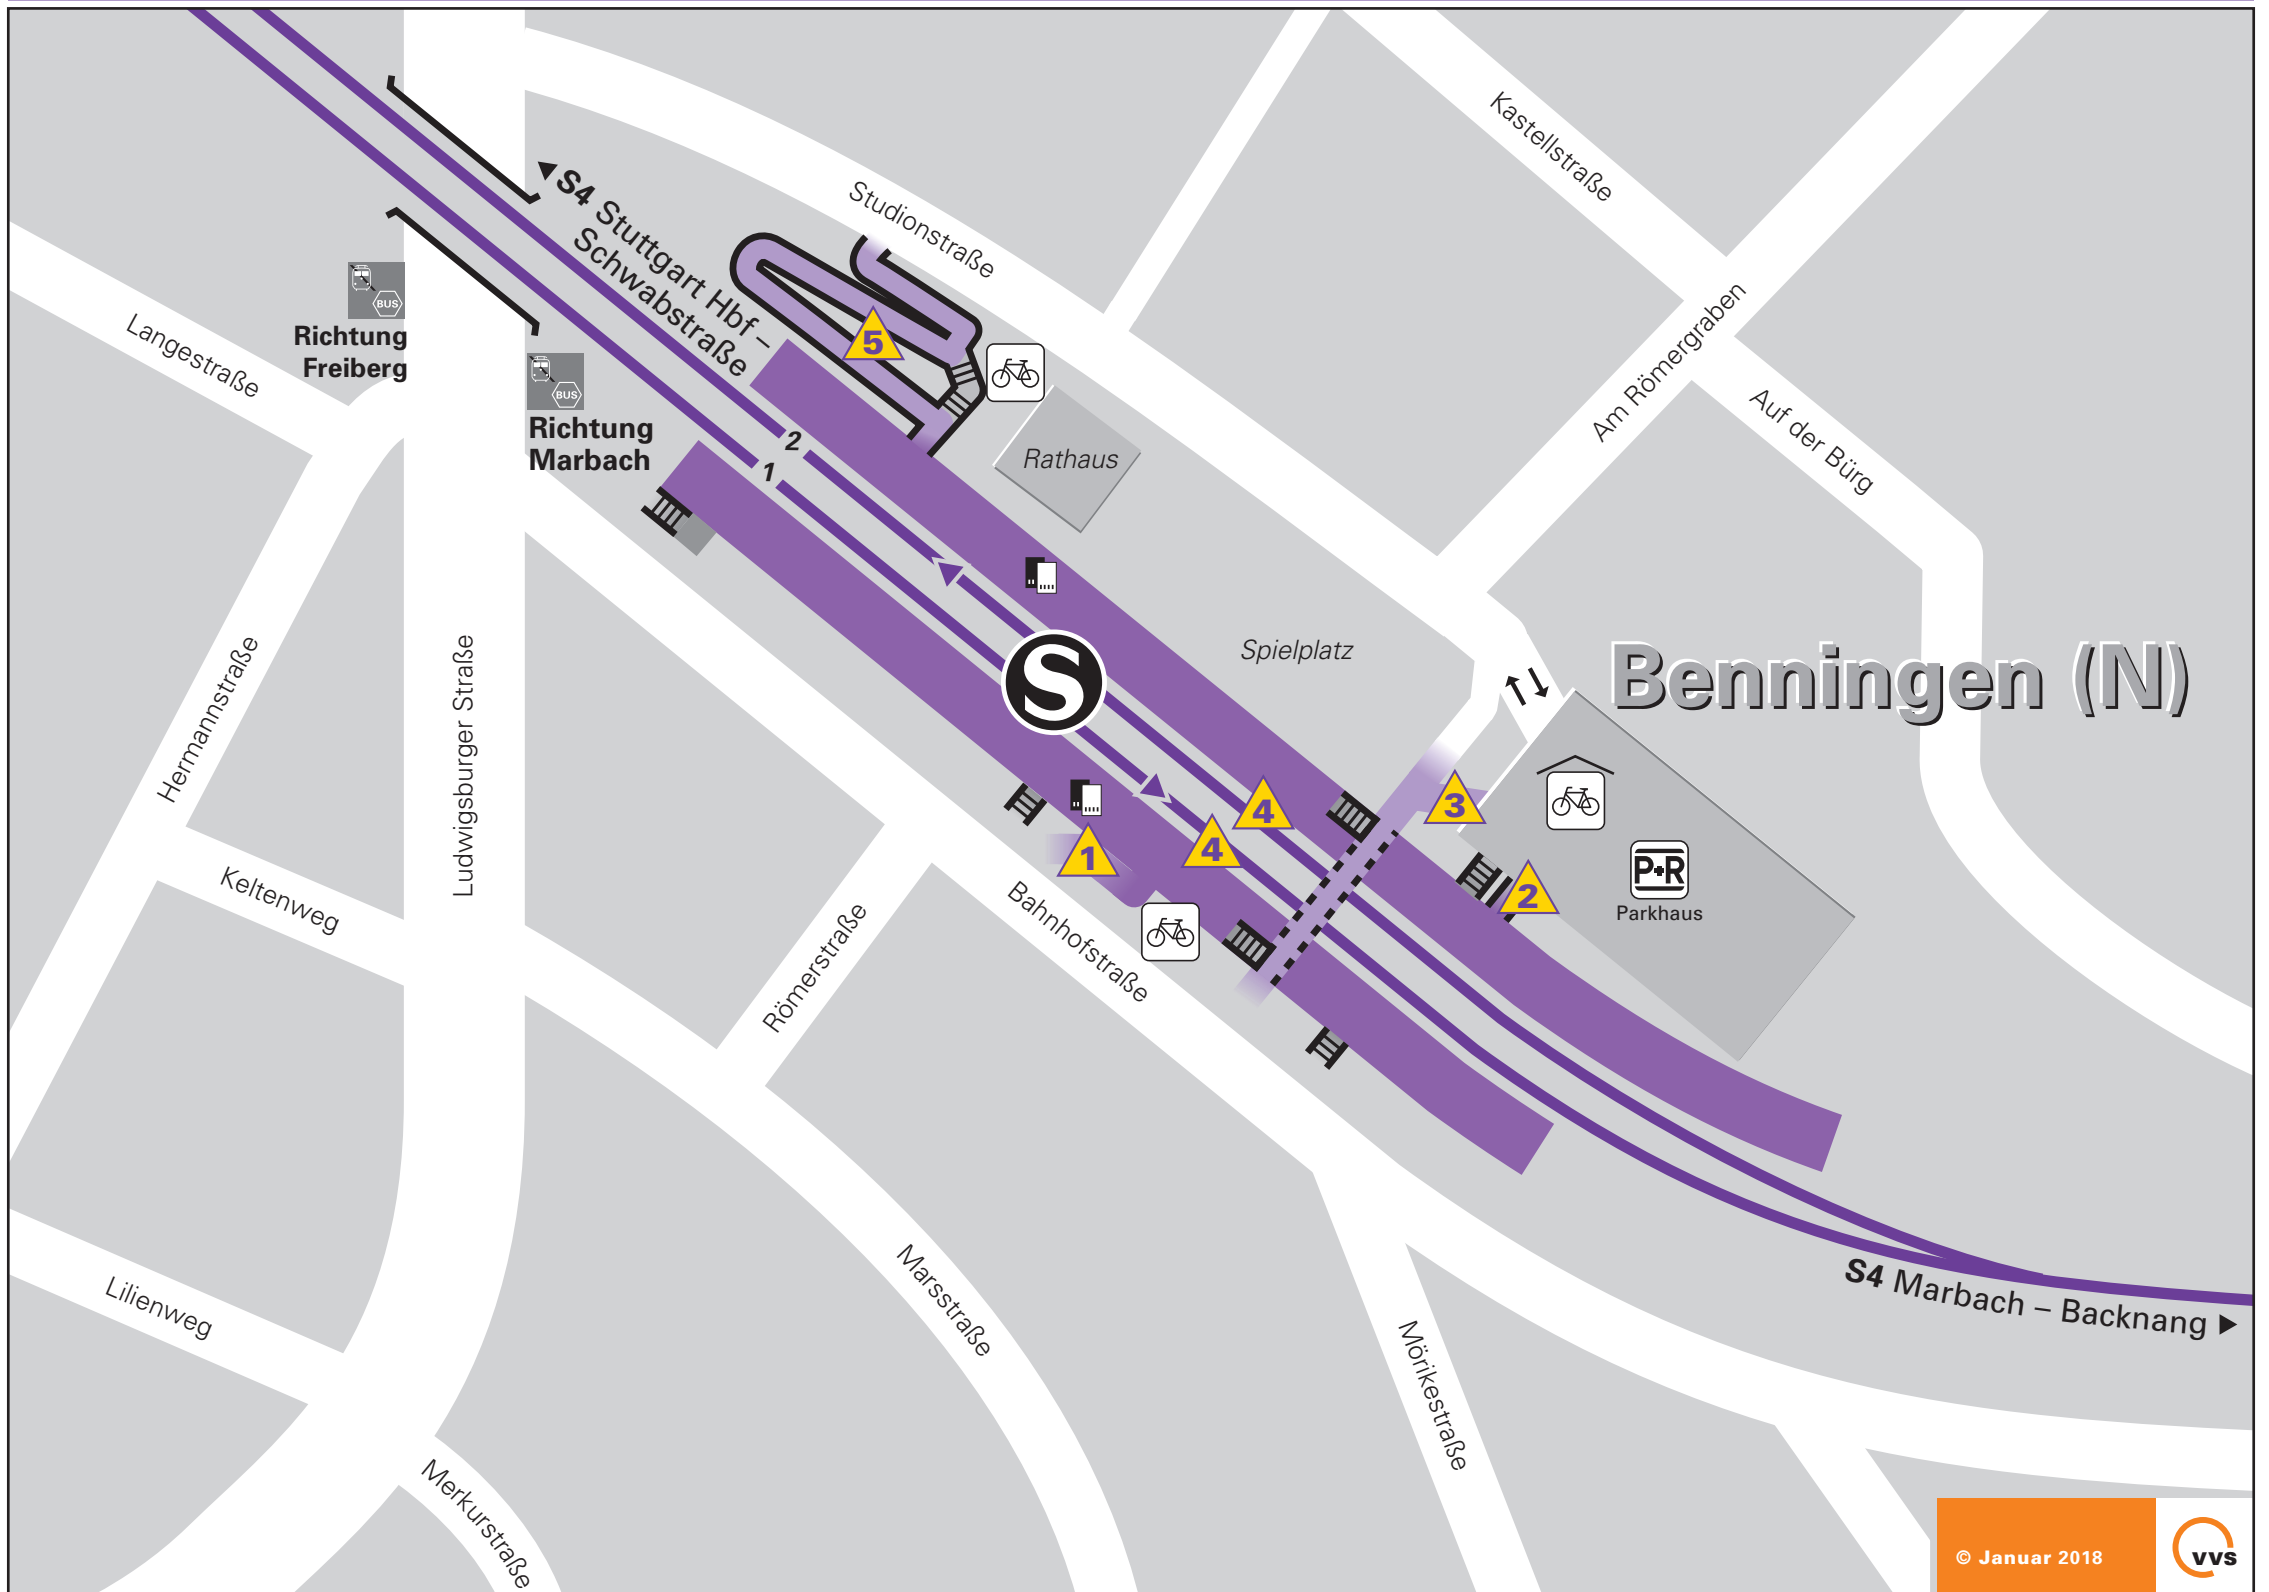 Kastellstraße
S4 Stuttgart Hbf –
Schwabstraße
Studionstraße
BUS
Richtung
Freiberg
Langestraße
5
BUS
Richtung
Marbach
Am Römergraben
Auf der Bürg
2
1
Rathaus
Spielplatz
Benningen (N)
S
Hermannstraße
Ludwigsburger Straße
4
3
4
1
P+R
Parkhaus
2
Keltenweg
Römerstraße
Bahnhofstraße
S4 Marbach – Backnang
Lilienweg
Marsstraße
Mörikestraße
Merkurstraße
© Januar 2018
vvs